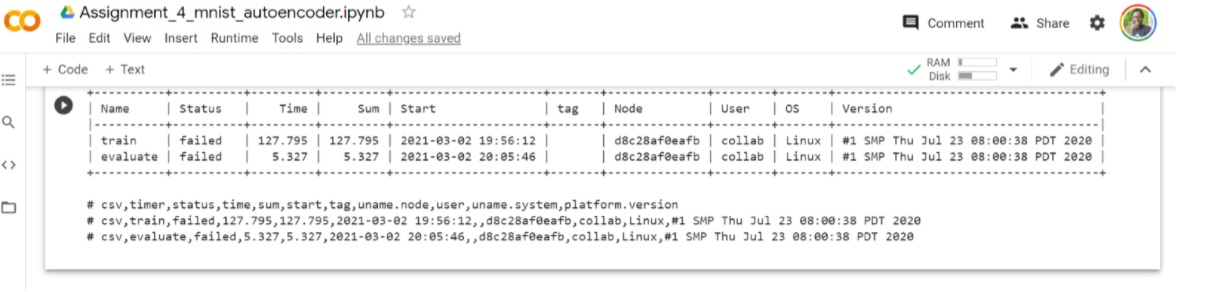 Assignment_4_mnist_autoencoder.ipynb
File Edit View Insert Runtime Tools Help All changes saved
Comment Share
+ Code + Text
RAM
Disk
Editing
+----------+----------+---------+---------+---------------------+-------+--------------+--------+-------+-------------------------------------+
| Name | Status | Time | Sum | Start | tag | Node | User | OS | Version |
|----------+----------+---------+---------+---------------------+-------+--------------+--------+-------+-------------------------------------|
| train | failed | 127.795 | 127.795 | 2021-03-02 19:56:12 | | d8c28af0eafb | collab | Linux | #1 SMP Thu Jul 23 08:00:38 PDT 2020 |
| evaluate | failed | 5.327 | 5.327 | 2021-03-02 20:05:46 | | d8c28af0eafb | collab | Linux | #1 SMP Thu Jul 23 08:00:38 PDT 2020 |
+----------+----------+---------+---------+---------------------+-------+--------------+--------+-------+-------------------------------------+
# csv,timer,status,time,sum,start,tag,uname.node,user,uname.system,platform.version
# csv,train,failed,127.795,127.795,2021-03-02 19:56:12,,d8c28af0eafb,collab,Linux,#1 SMP Thu Jul 23 08:00:38 PDT 2020
# csv,evaluate,failed,5.327,5.327,2021-03-02 20:05:46,,d8c28af0eafb,collab,Linux,#1 SMP Thu Jul 23 08:00:38 PDT 2020